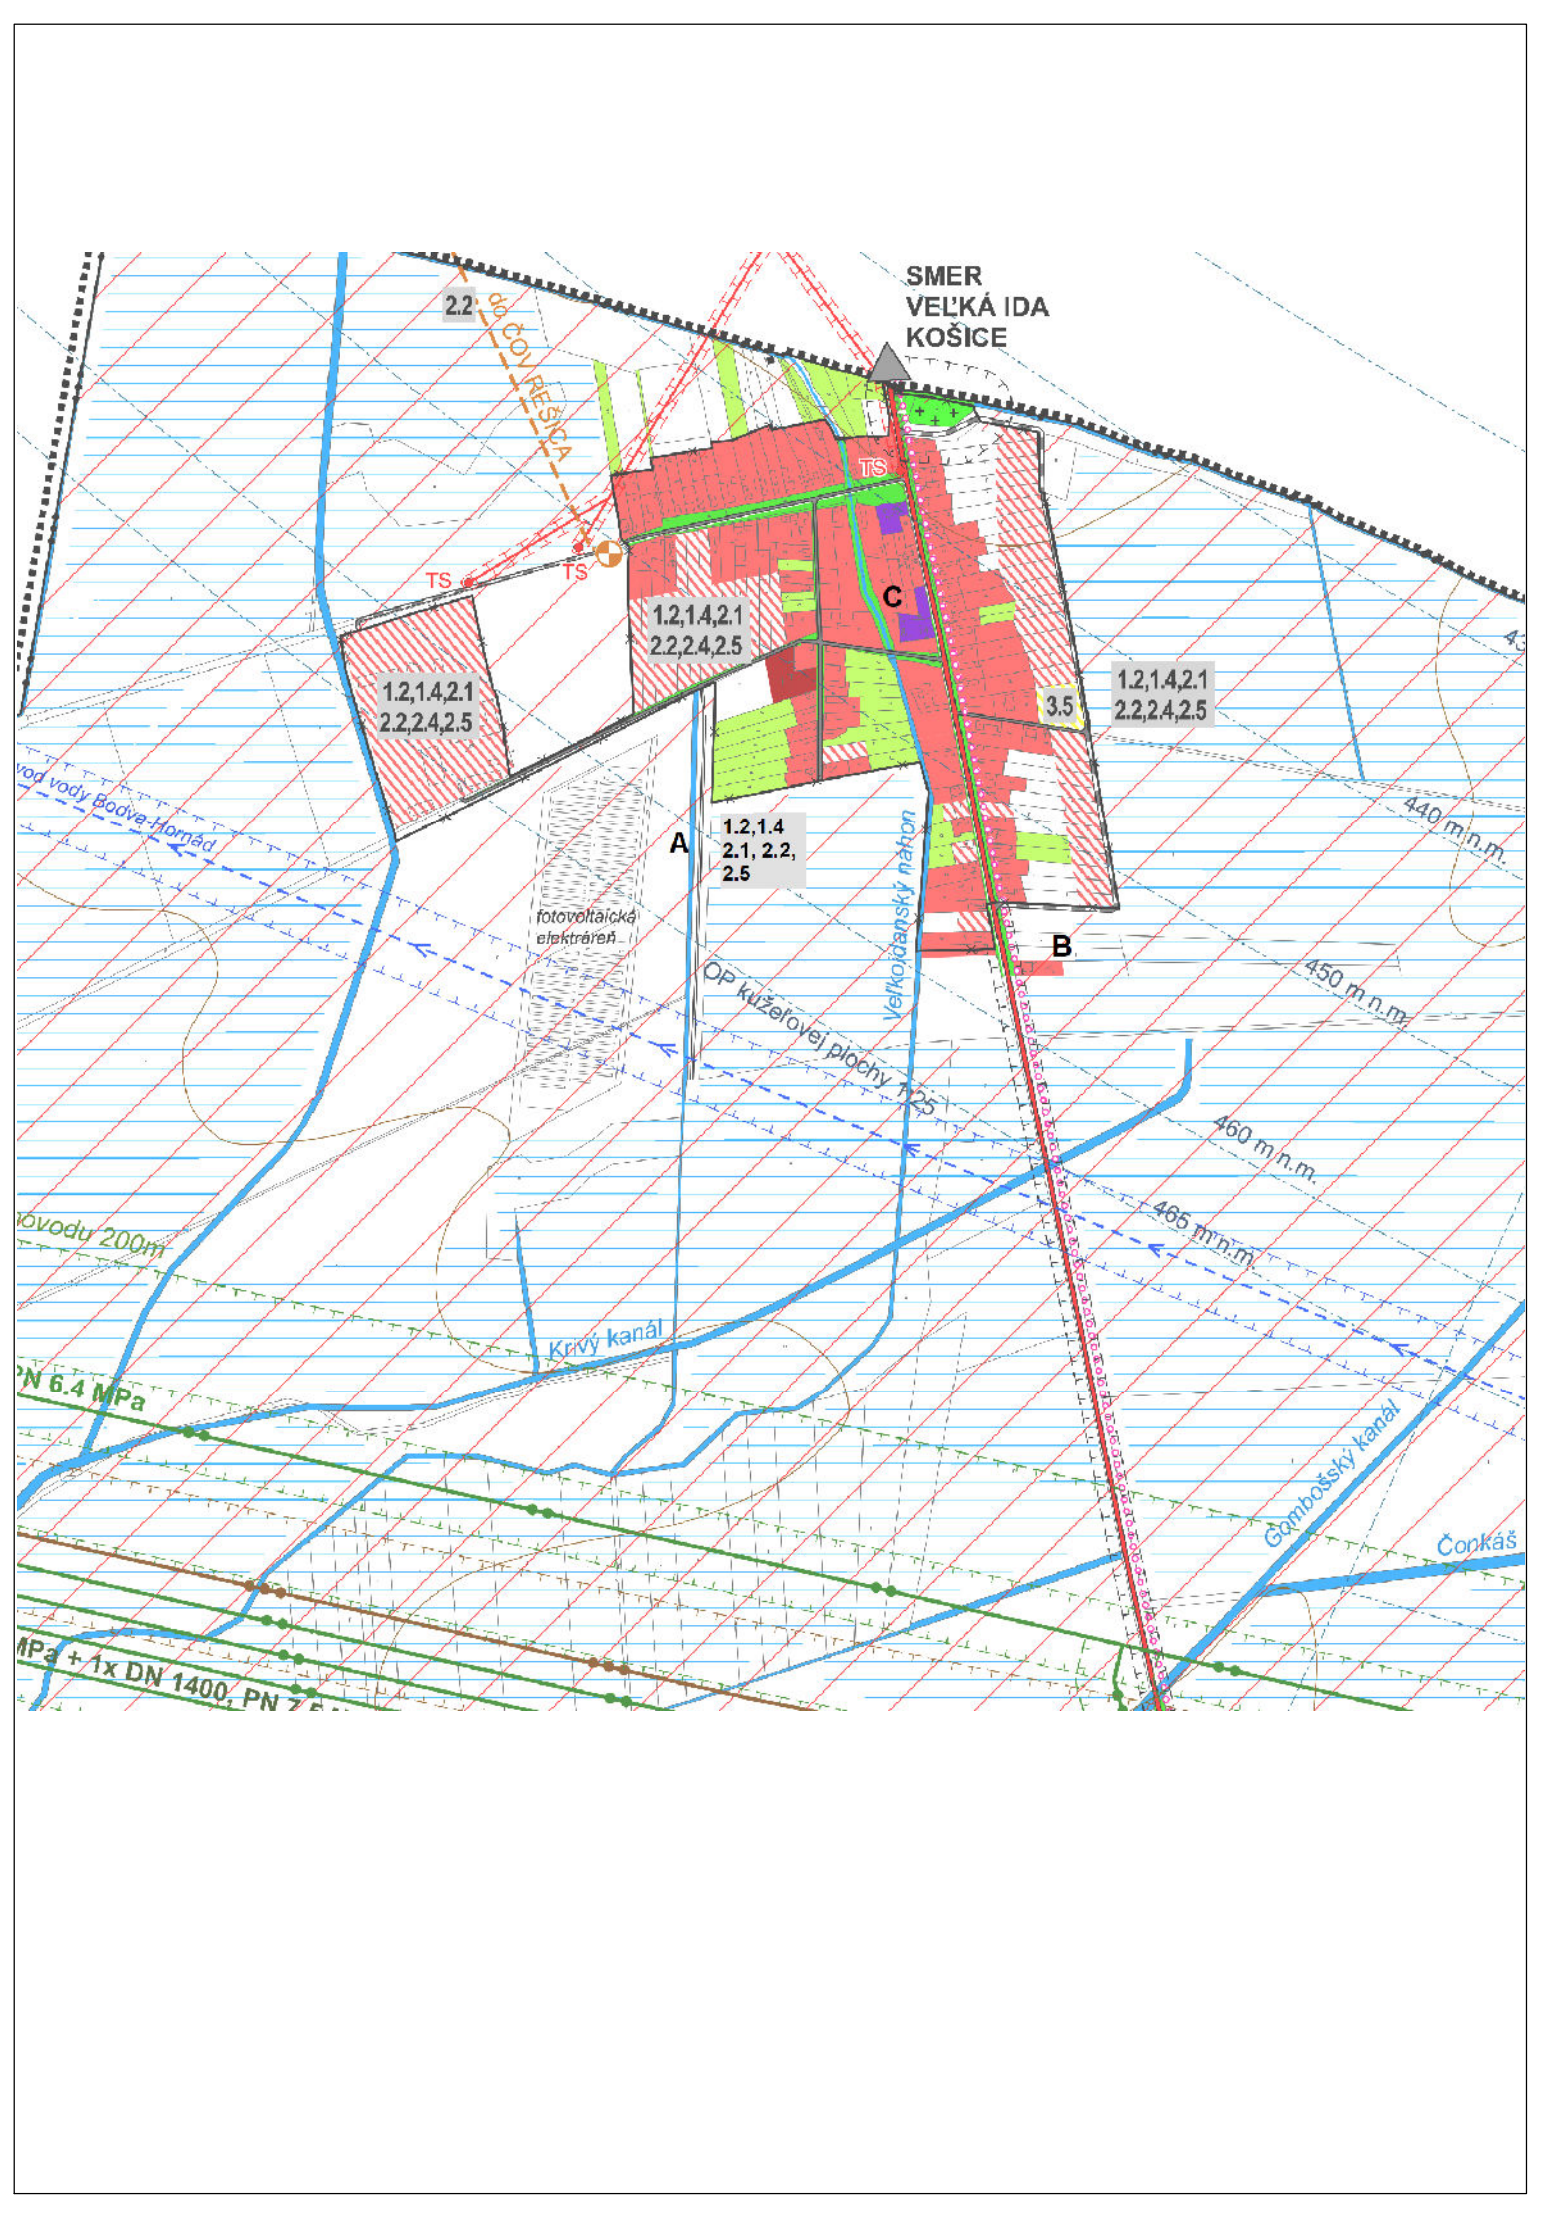 SMER
VEĽKÁ IDA
KOŠICE
2.2
do ČOV REŠICA
TS
TS
TS
C
1.2,1.4,2.1
2.2,2.4,2.5
1.2,1.4,2.1
2.2,2.4,2.5
1.2,1.4,2.1
2.2,2.4,2.5
3.5
vod vody Bodva-Hornád
A
1.2,1.4
2.1, 2.2,
2.5
Veľkoidanský náhon
440 m.n.m.
fotovoltaická
elektráreň
B
OP kužeľovej plochy 1:25
450 m.n.m.
460 m.n.m.
465 m.n.m.
ovodu 200m
Krivý kanál
PN 6.4 MPa
Gombošský kanál
Čonkáš
MPa + 1x DN 1400, PN 7.5